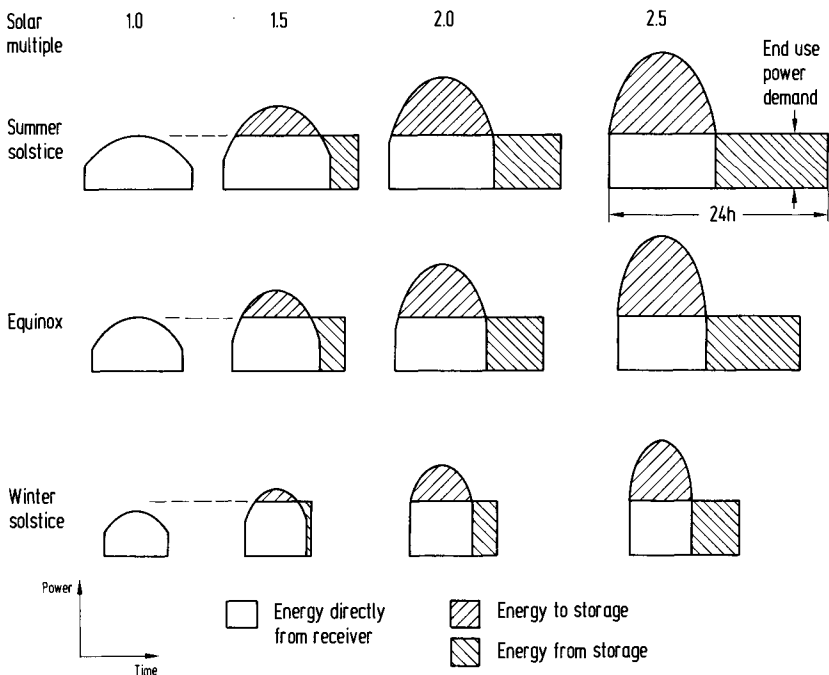 Solar multiple
1.0
1.5
2.0
2.5
End use
power
demand
Summer
solstice
24h
Equinox
Winter
solstice
Power
Time
Energy directly
from receiver
Energy to storage
Energy from storage